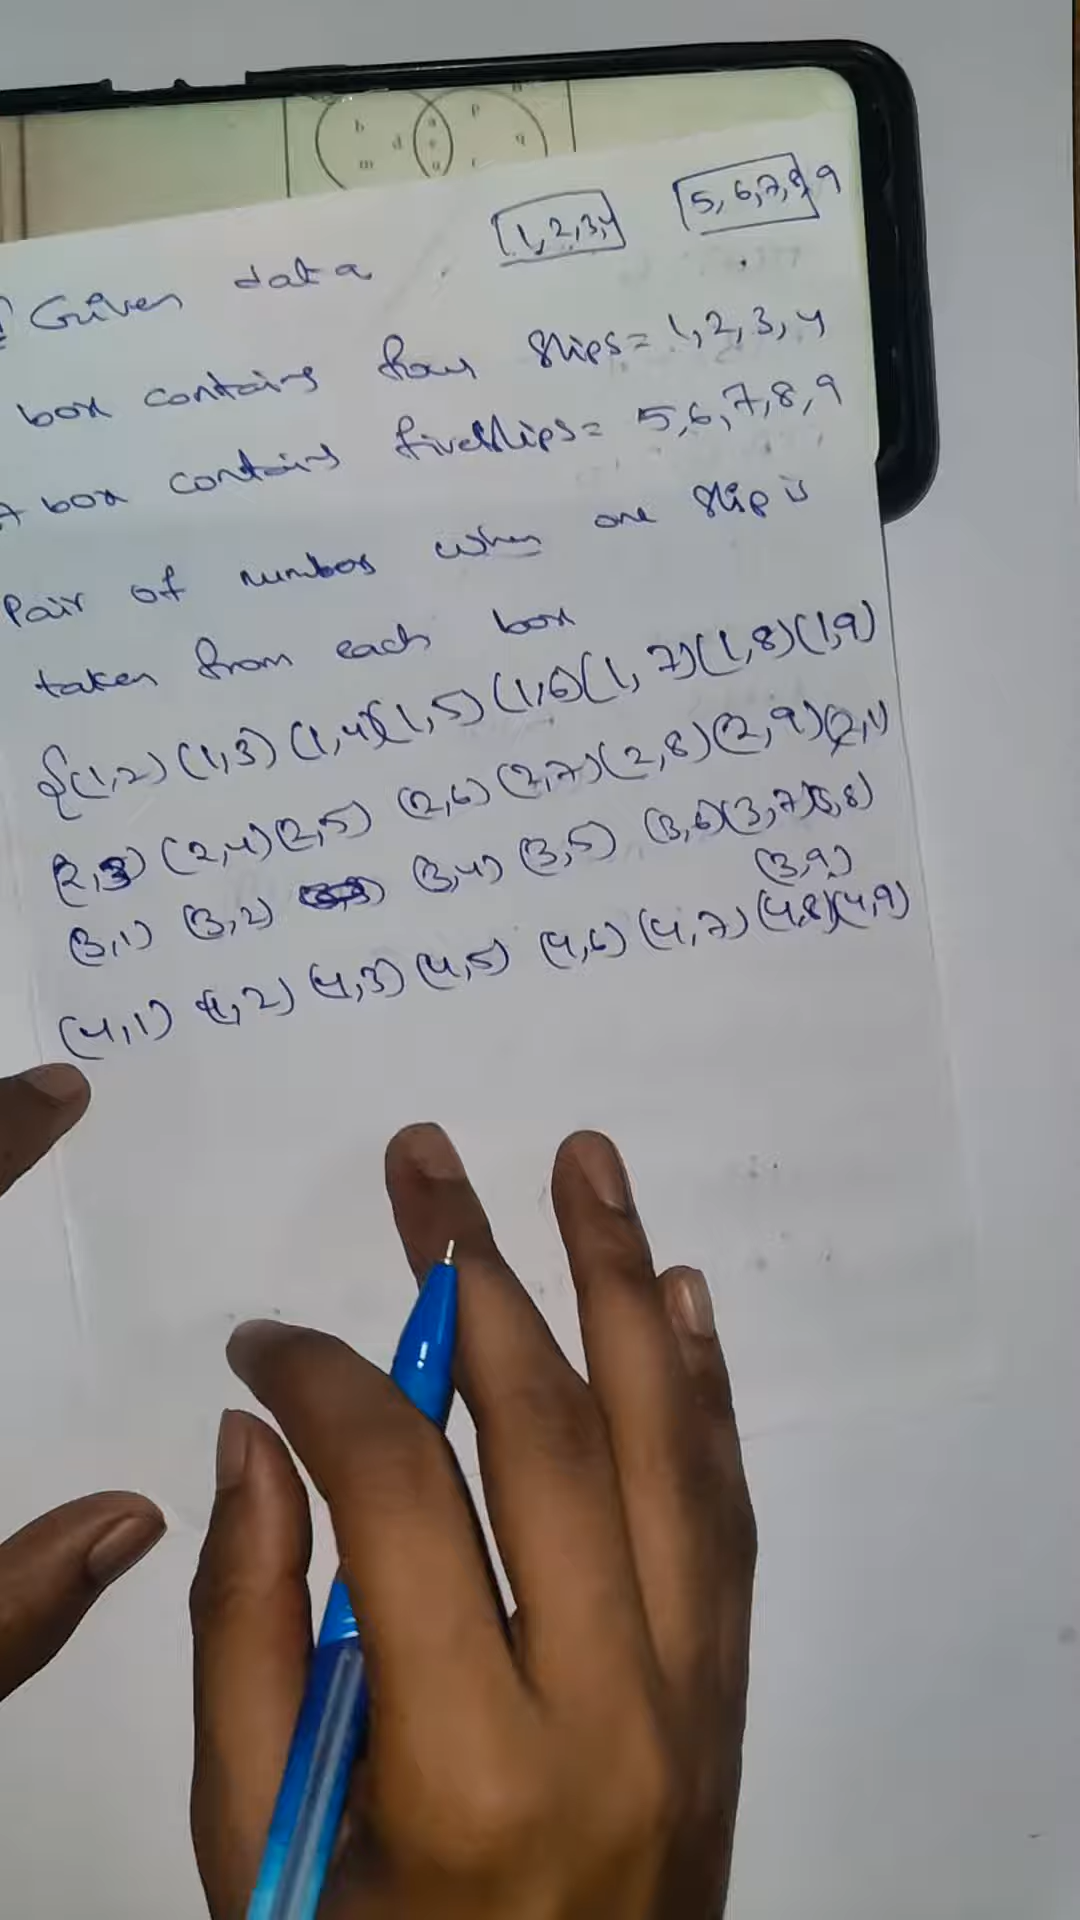 b a p
d e q
m u r
1,2,3,4 5,6,7,8,9
Given data
box contains four slips= 1,2,3,4
A box contains fiveslips= 5,6,7,8,9
Pair of numbers when one slip is
taken from each box
{(1,2) (1,3) (1,4)(1,5) (1,6)(1,7)(1,8)(1,9)
(2,3) (2,4)(2,5) (2,6)(2,7)(2,8)(2,9)(2,1)
(3,1) (3,2) (3,4) (3,5) (3,6)(3,7)(3,8)
(3,9)
(4,1) (4,2) (4,3) (4,5) (4,6) (4,7) (4,8)(4,9)